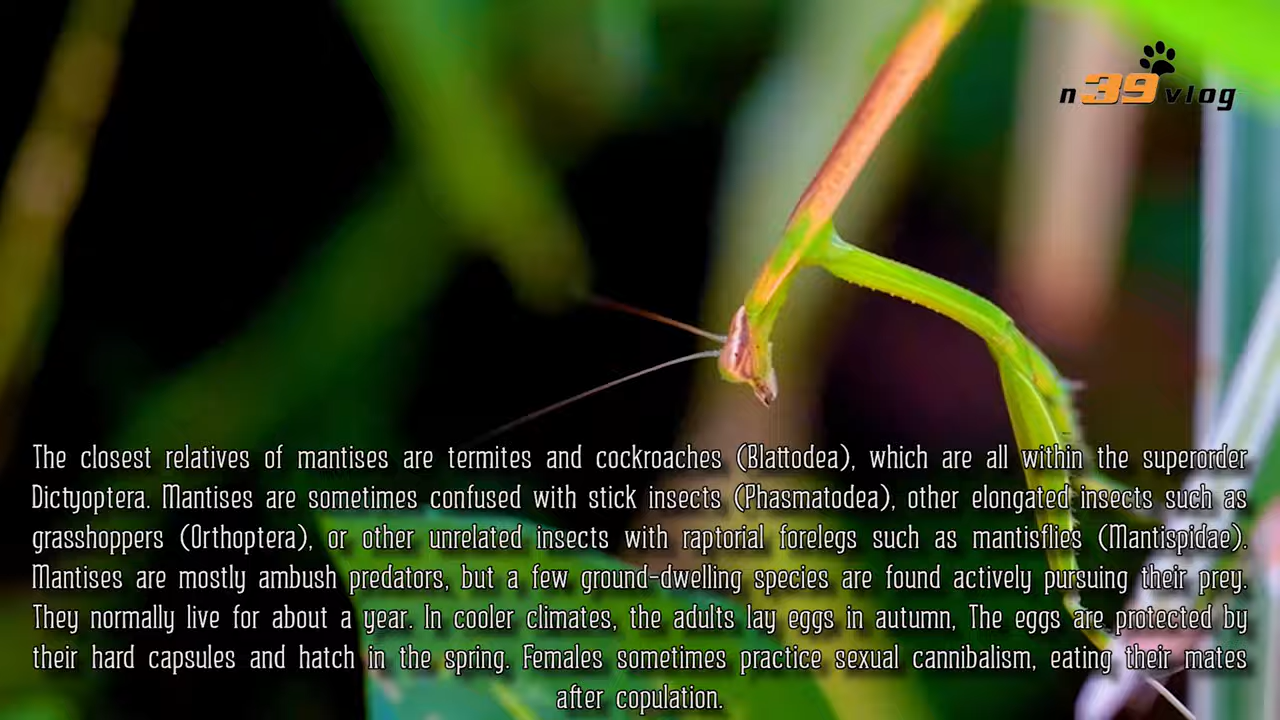 n39vlog
The closest relatives of mantises are termites and cockroaches (Blattodea), which are all within the superorder
Dictyoptera. Mantises are sometimes confused with stick insects (Phasmatodea), other elongated insects such as
grasshoppers (Orthoptera), or other unrelated insects with raptorial forelegs such as mantisflies (Mantispidae).
Mantises are mostly ambush predators, but a few ground-dwelling species are found actively pursuing their prey.
They normally live for about a year. In cooler climates, the adults lay eggs in autumn, The eggs are protected by
their hard capsules and hatch in the spring. Females sometimes practice sexual cannibalism, eating their mates
after copulation.